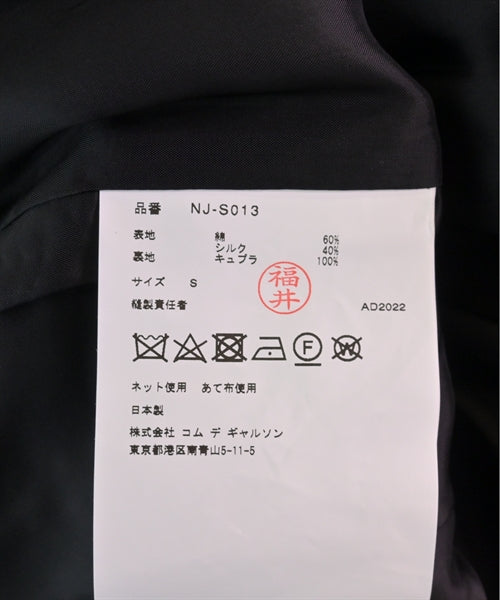 品番 NJ-S013
表地 綿 60%
シルク 40%
裏地 キュプラ 100%
サイズ S
福井
縫製責任者 AD2022
F W
ネット使用 あて布使用
日本製
株式会社 コム デ ギャルソン
東京都港区南青山5-11-5